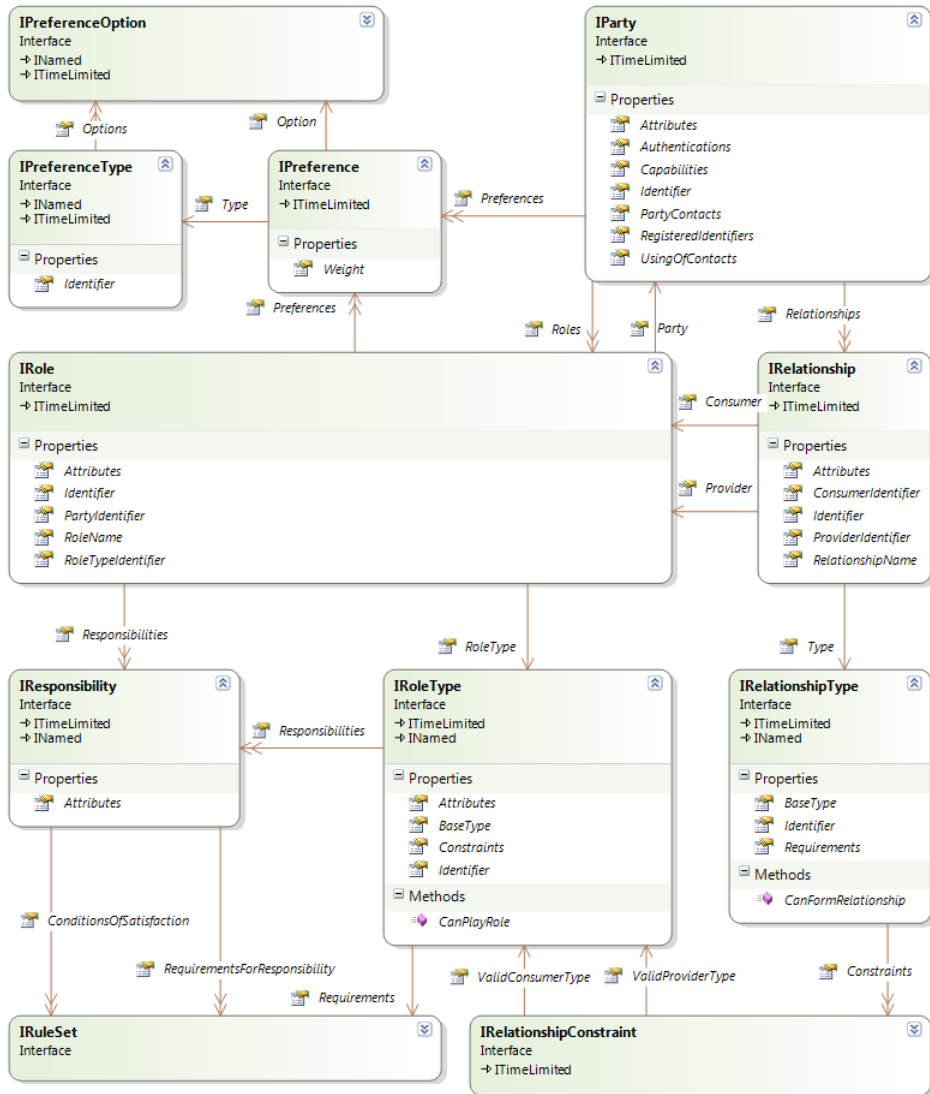 IPreferenceOption
Interface
INamed
ITimeLimited
IParty
Interface
ITimeLimited
Properties
Attributes
Authentications
Capabilities
Identifier
PartyContacts
RegisteredIdentifiers
UsingOfContacts
Options
Option
IPreferenceType
Interface
INamed
ITimeLimited
Properties
Identifier
Type
IPreference
Interface
ITimeLimited
Properties
Weight
Preferences
Preferences
Roles
Party
Relationships
IRole
Interface
ITimeLimited
Properties
Attributes
Identifier
PartyIdentifier
RoleName
RoleTypeIdentifier
Consumer
Provider
IRelationship
Interface
ITimeLimited
Properties
Attributes
ConsumerIdentifier
Identifier
ProviderIdentifier
RelationshipName
Responsibilities
RoleType
Type
IResponsibility
Interface
ITimeLimited
INamed
Properties
Attributes
Responsibilities
IRoleType
Interface
ITimeLimited
INamed
Properties
Attributes
BaseType
Constraints
Identifier
Methods
CanPlayRole
IRelationshipType
Interface
ITimeLimited
INamed
Properties
BaseType
Identifier
Requirements
Methods
CanFormRelationship
ConditionsOfSatisfaction
RequirementsForResponsibility
Requirements
ValidConsumerType
ValidProviderType
Constraints
IRuleSet
Interface
IRelationshipConstraint
Interface
ITimeLimited